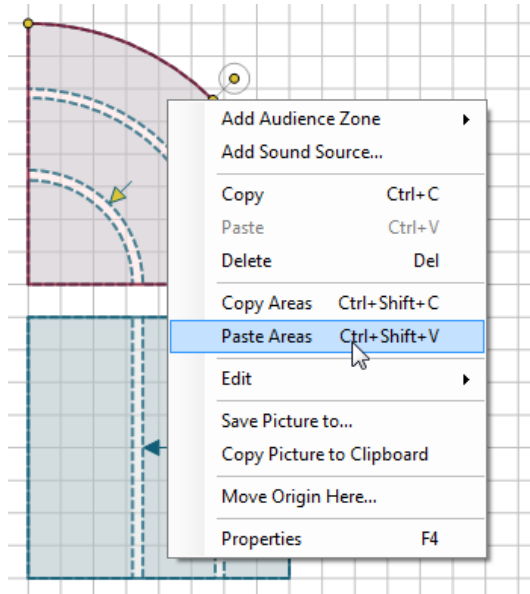 Add Audience Zone
Add Sound Source...
Copy Ctrl+C
Paste Ctrl+V
Delete Del
Copy Areas Ctrl+Shift+C
Paste Areas Ctrl+Shift+V
Edit
Save Picture to...
Copy Picture to Clipboard
Move Origin Here...
Properties F4